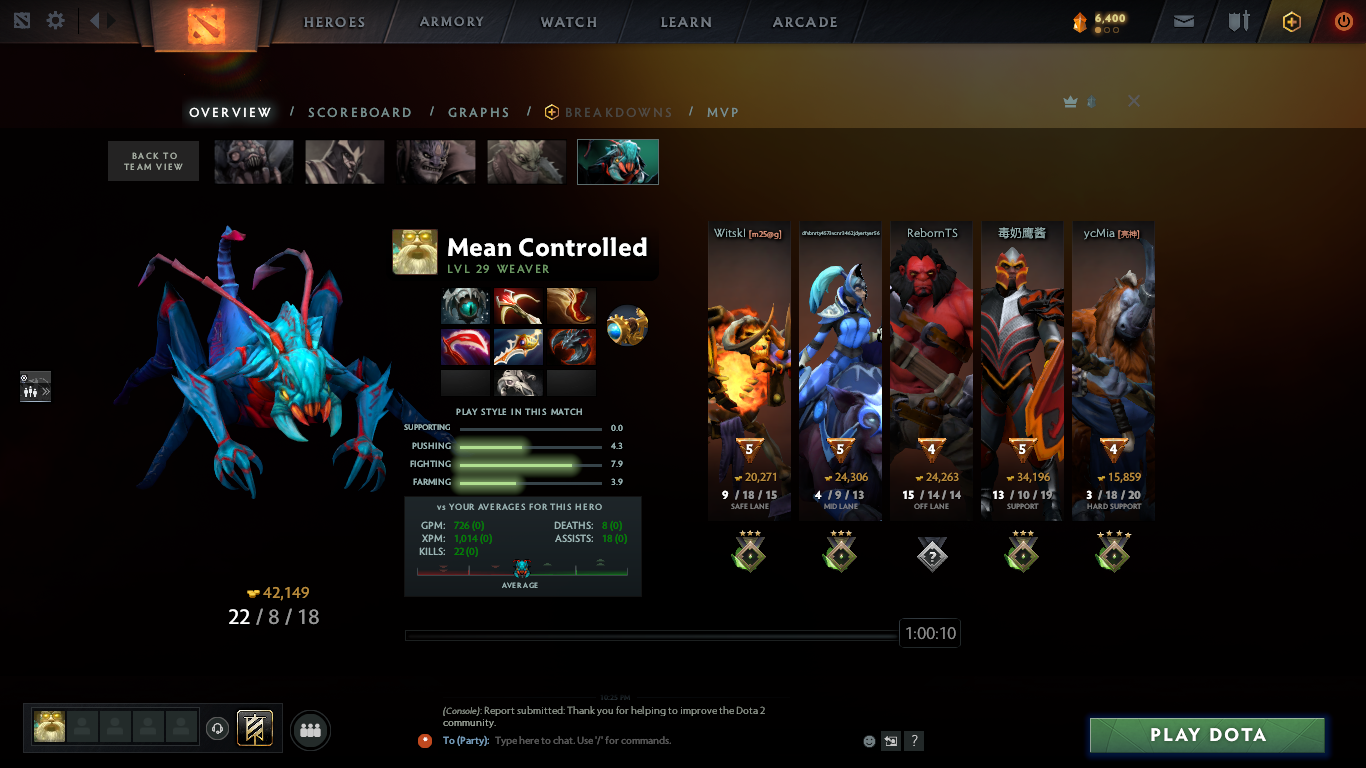 HEROES ARMORY WATCH LEARN ARCADE 6,400
OVERVIEW / SCOREBOARD / GRAPHS / BREAKDOWNS / MVP
BACK TO
TEAM VIEW
Mean Controlled
LVL 29 WEAVER
PLAY STYLE IN THIS MATCH
SUPPORTING 0.0
PUSHING 4.3
FIGHTING 7.9
FARMING 3.9
vs YOUR AVERAGES FOR THIS HERO
GPM: 726 (0) DEATHS: 8 (0)
XPM: 1,014 (0) ASSISTS: 18 (0)
KILLS: 22 (0)
AVERAGE
42,149
22 / 8 / 18
WitskI [m2S@g]
5
20,271
9 / 18 / 15
SAFE LANE
5
24,306
4 / 9 / 13
MID LANE
RebornTS
4
24,263
15 / 14 / 14
OFF LANE
毒奶鹰酱
5
34,196
13 / 10 / 19
SUPPORT
ycMia [亮神]
4
15,859
3 / 18 / 20
HARD SUPPORT
?
1:00:10
10:25 PM
(Console): Report submitted: Thank you for helping to improve the Dota 2
community.
To (Party): Type here to chat. Use '/' for commands.
?
PLAY DOTA